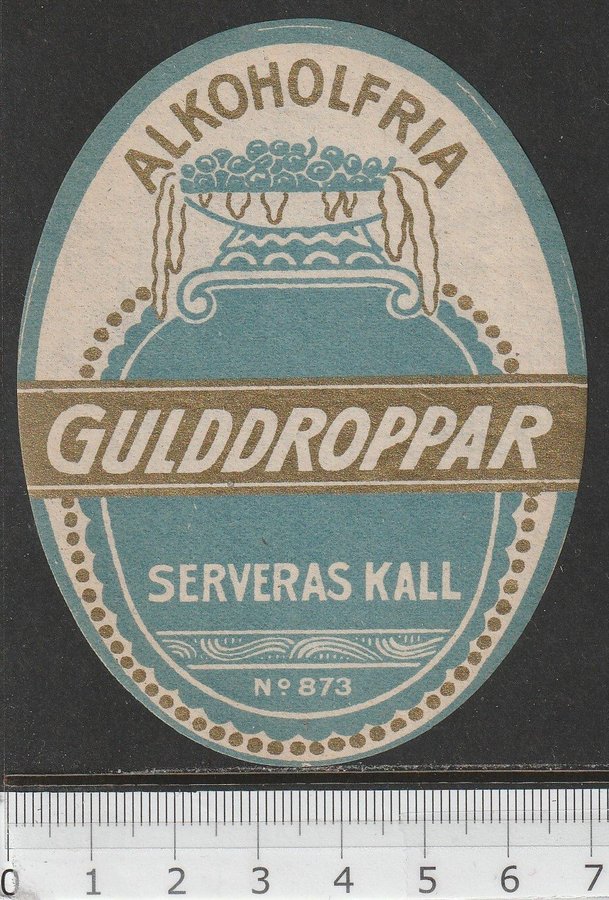 ALKOHOLFRIA
GULDDROPPAR
SERVERAS KALL
Nº 873
0 1 2 3 4 5 6 7